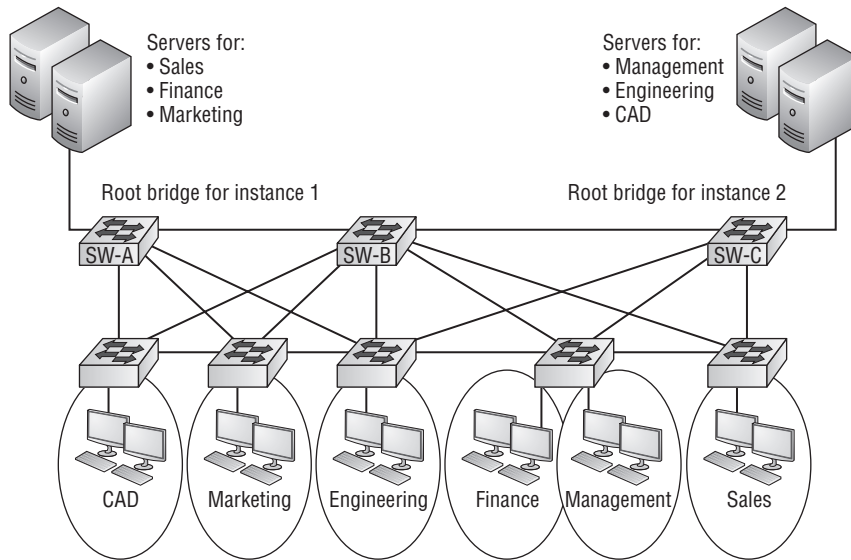 Servers for:
• Sales
• Finance
• Marketing
Servers for:
• Management
• Engineering
• CAD
Root bridge for instance 1
Root bridge for instance 2
SW-A
SW-B
SW-C
CAD
Marketing
Engineering
Finance
Management
Sales